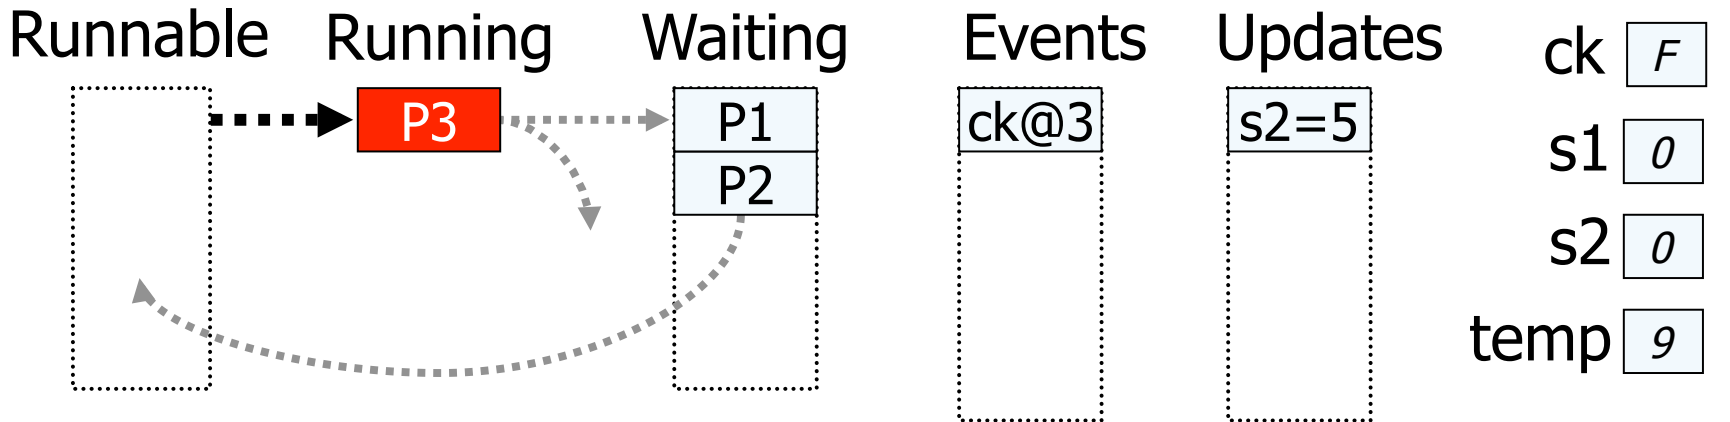 Runnable Running Waiting Events Updates
ck F
P3 P1 ck@3 s2=5
s1 0
P2
s2 0
temp 9